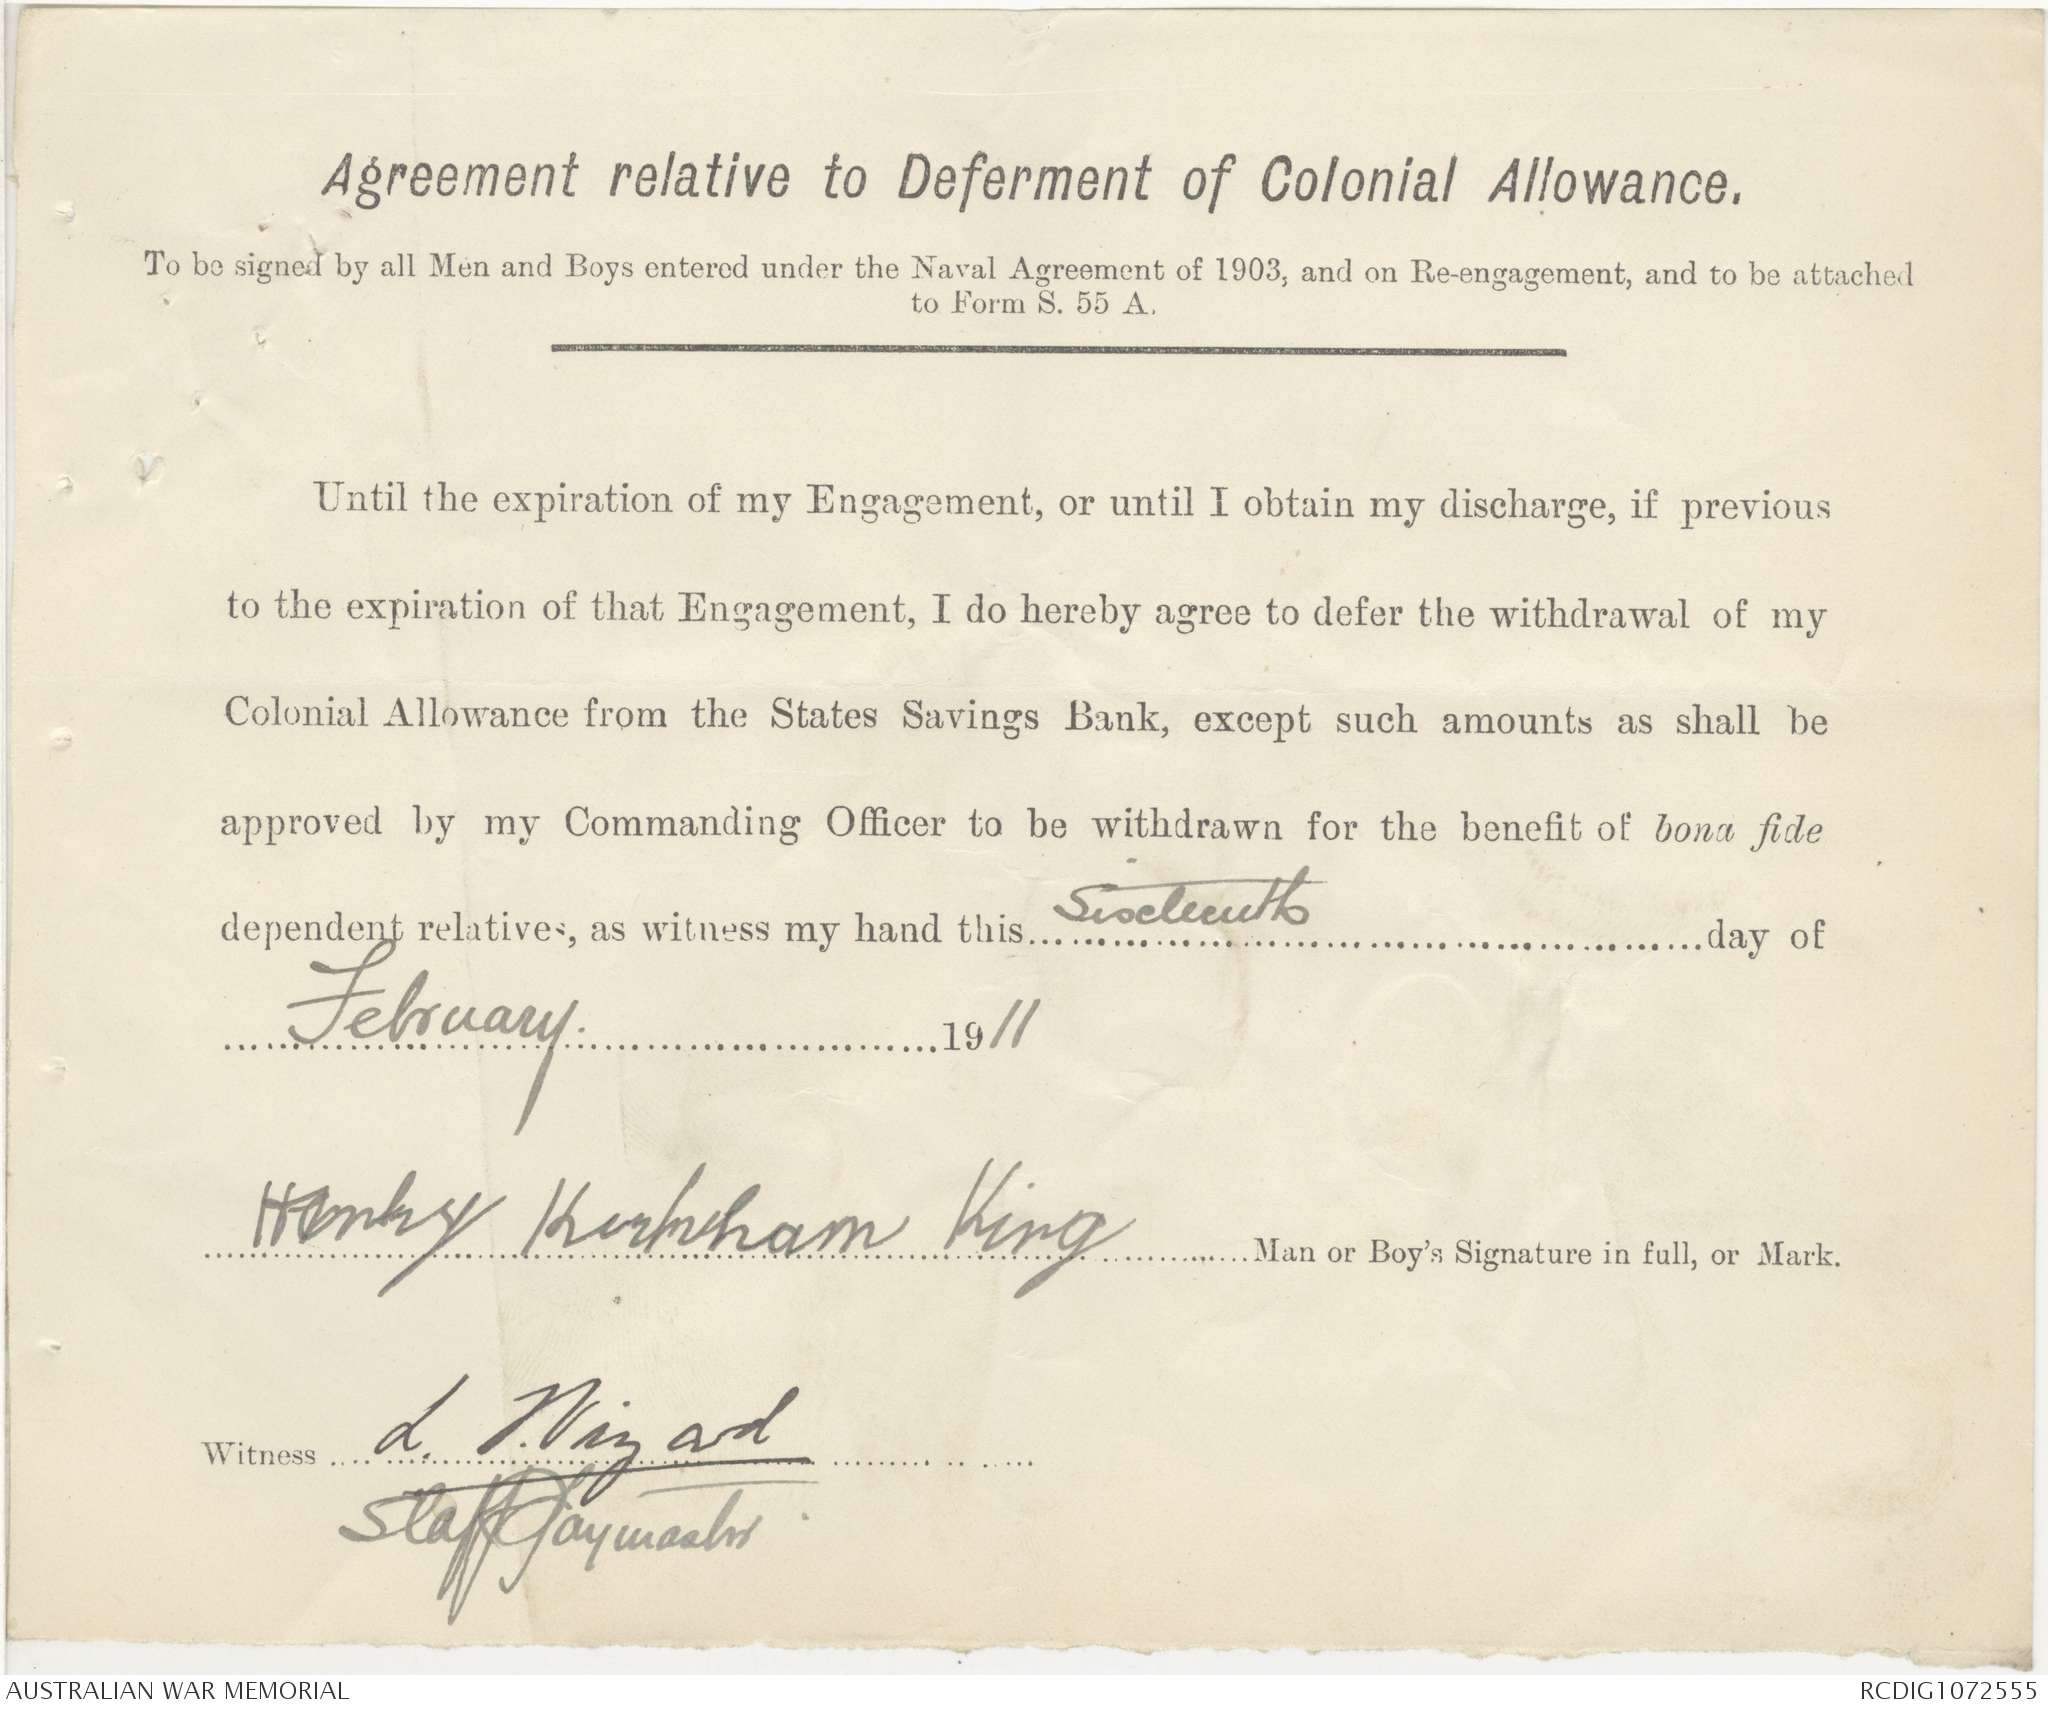 Agreement relative to Deferment of Colonial Allowance.
To be signed by all Men and Boys entered under the Naval Agreement of 1903, and on Re-engagement, and to be attached
to Form S. 55 A.
Until the expiration of my Engagement, or until I obtain my discharge, if previous
to the expiration of that Engagement, I do hereby agree to defer the withdrawal of my
Colonial Allowance from the States Savings Bank, except such amounts as shall be
approved by my Commanding Officer to be withdrawn for the benefit of bona fide
dependent relatives, as witness my hand this Sixteenth day of
February 1911
Henry King Man or Boy's Signature in full, or Mark.
Witness L. Vizard
Staff Paymaster
AUSTRALIAN WAR MEMORIAL RCDIG1072555